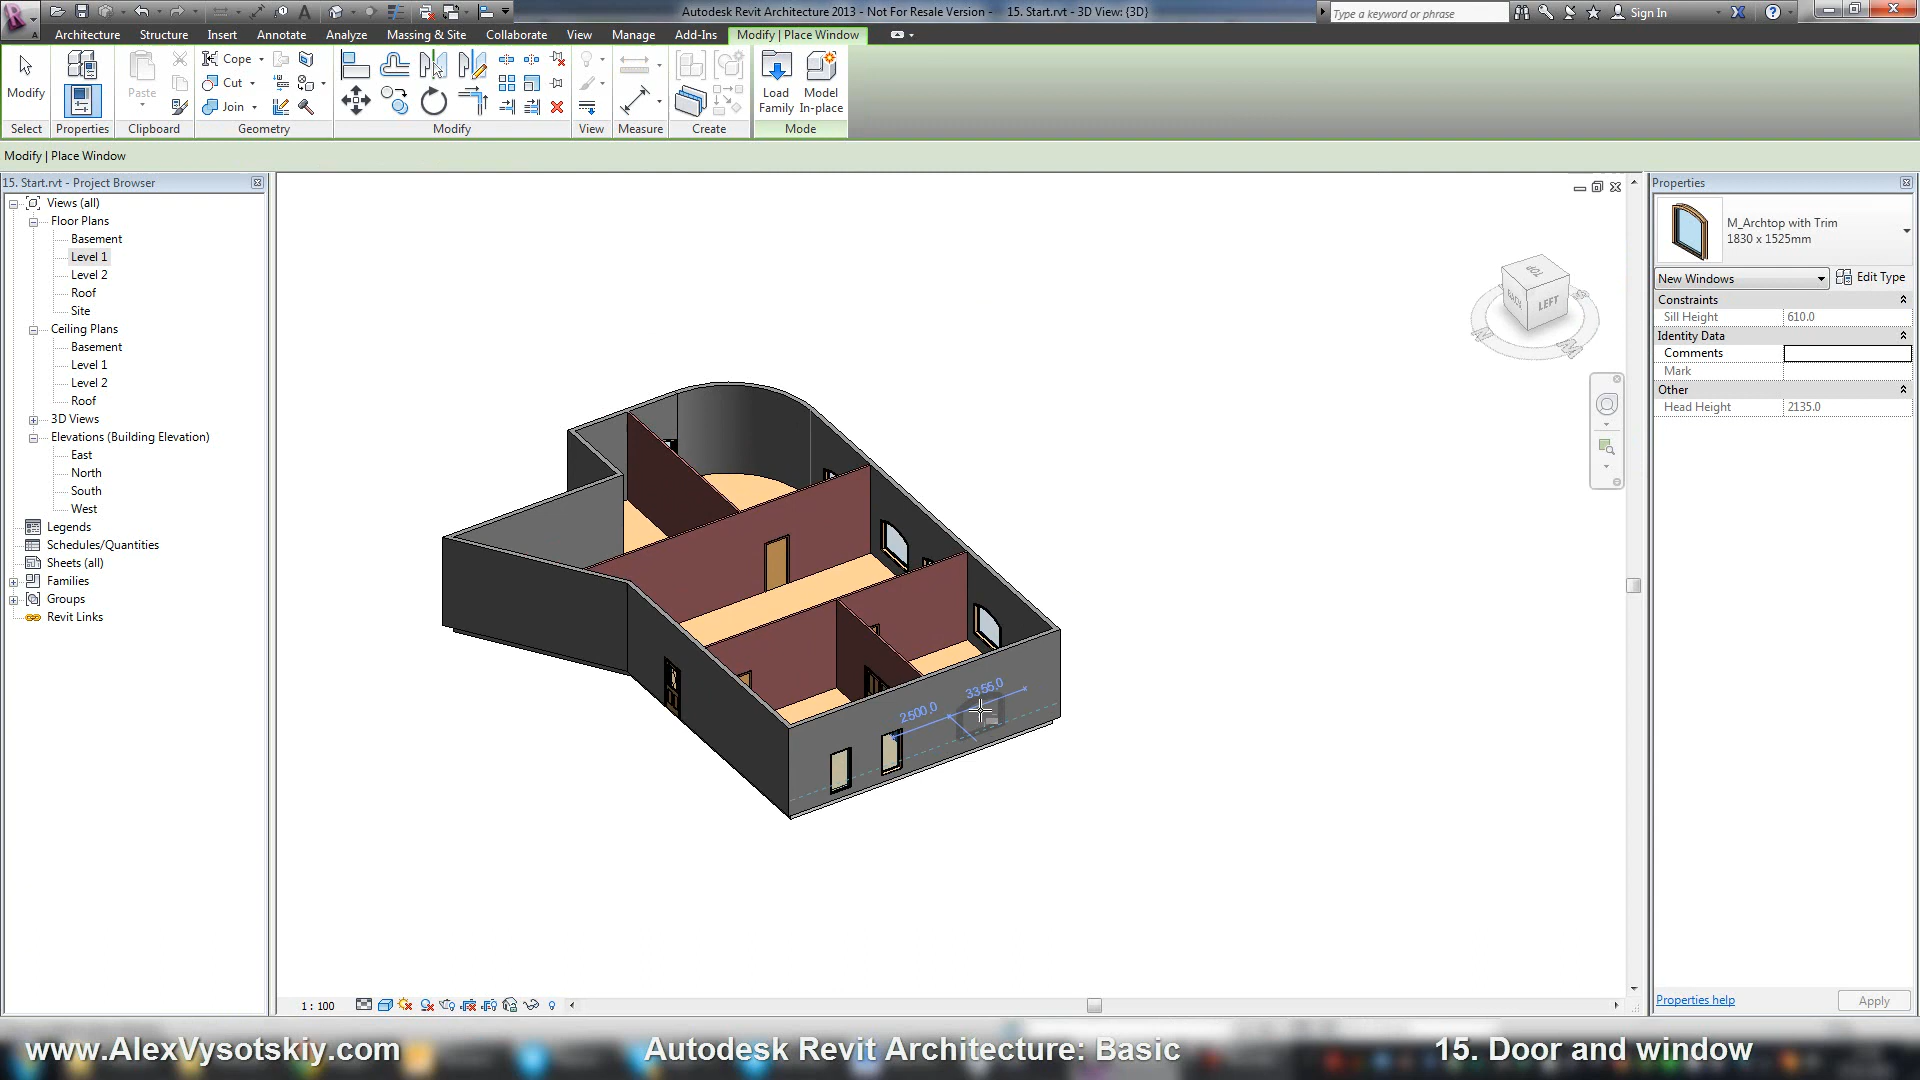 Autodesk Revit Architecture 2013 - Not For Resale Version - 15. Start.rvt - 3D View: {3D}
Type a keyword or phrase
Sign In
Architecture Structure Insert Annotate Analyze Massing & Site Collaborate View Manage Add-Ins Modify | Place Window
Modify
Paste
Cope
Cut
Join
Load
Family
Model
In-place
Select Properties Clipboard Geometry Modify View Measure Create Mode
Modify | Place Window
15. Start.rvt - Project Browser
Views (all)
Floor Plans
Basement
Level 1
Level 2
Roof
Site
Ceiling Plans
Basement
Level 1
Level 2
Roof
3D Views
Elevations (Building Elevation)
East
North
South
West
Legends
Schedules/Quantities
Sheets (all)
Families
Groups
Revit Links
TOP
BACK
LEFT
3355.0
2500.0
1 : 100
Properties
M_Archtop with Trim
1830 x 1525mm
New Windows
Edit Type
Constraints
Sill Height 610.0
Identity Data
Comments
Mark
Other
Head Height 2135.0
Properties help
Apply
www.AlexVysotskiy.com
Autodesk Revit Architecture: Basic
15. Door and window